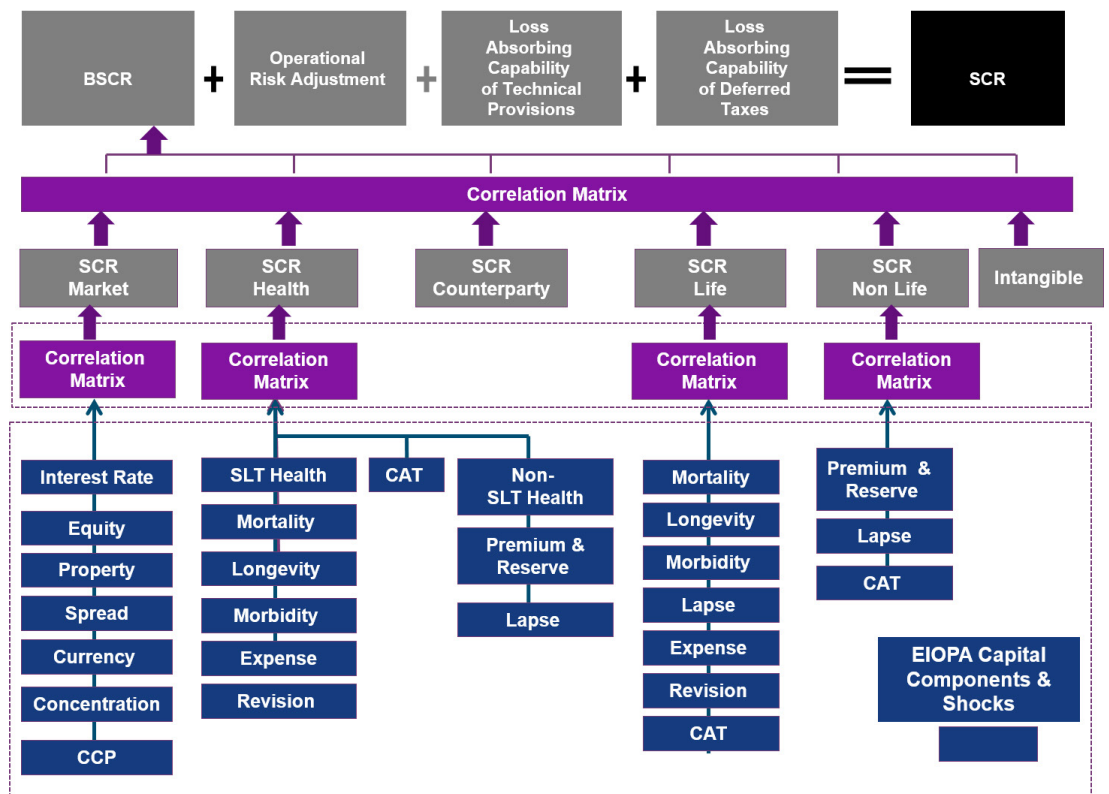 BSCR
+
Operational
Risk Adjustment
+
Loss
Absorbing
Capability
of Technical
Provisions
+
Loss
Absorbing
Capability
of Deferred
Taxes
=
SCR
Correlation Matrix
SCR
Market
SCR
Health
SCR
Counterparty
SCR
Life
SCR
Non Life
Intangible
Correlation
Matrix
Correlation
Matrix
Correlation
Matrix
Correlation
Matrix
Interest Rate
Equity
Property
Spread
Currency
Concentration
CCP
SLT Health
Mortality
Longevity
Morbidity
Expense
Revision
CAT
Non-
SLT Health
Premium &
Reserve
Lapse
Mortality
Longevity
Morbidity
Lapse
Expense
Revision
CAT
Premium &
Reserve
Lapse
CAT
EIOPA Capital
Components &
Shocks